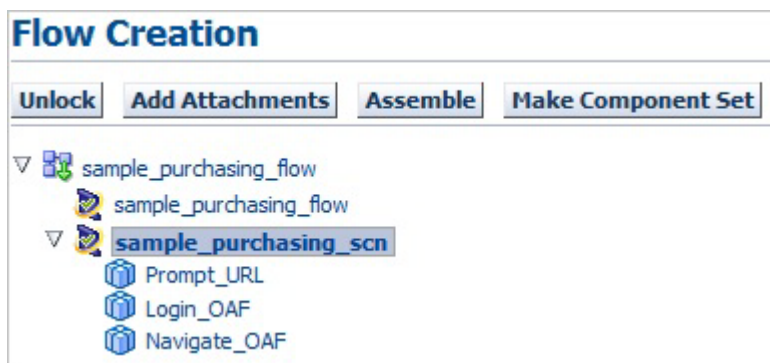 Flow Creation
Unlock Add Attachments Assemble Make Component Set
sample_purchasing_flow
sample_purchasing_flow
sample_purchasing_scn
Prompt_URL
Login_OAF
Navigate_OAF